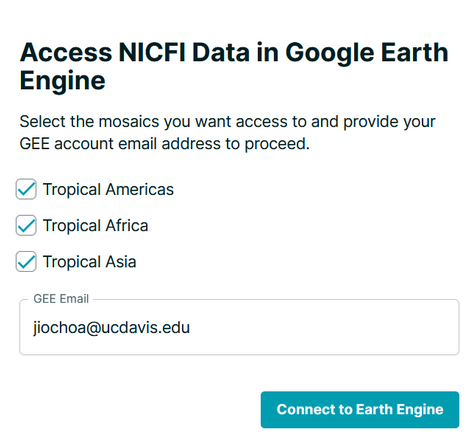 Access NICFI Data in Google Earth
Engine
Select the mosaics you want access to and provide your
GEE account email address to proceed.
Tropical Americas
Tropical Africa
Tropical Asia
GEE Email
jiochoa@ucdavis.edu
Connect to Earth Engine